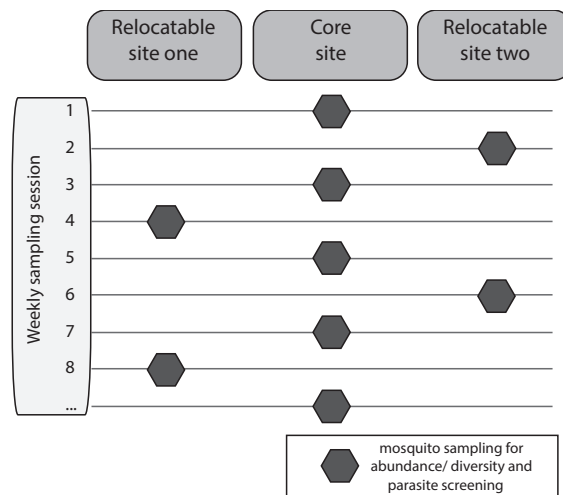 Relocatable
site one
Core
site
Relocatable
site two
Weekly sampling session
1
2
3
4
5
6
7
8
...
mosquito sampling for
abundance/ diversity and
parasite screening